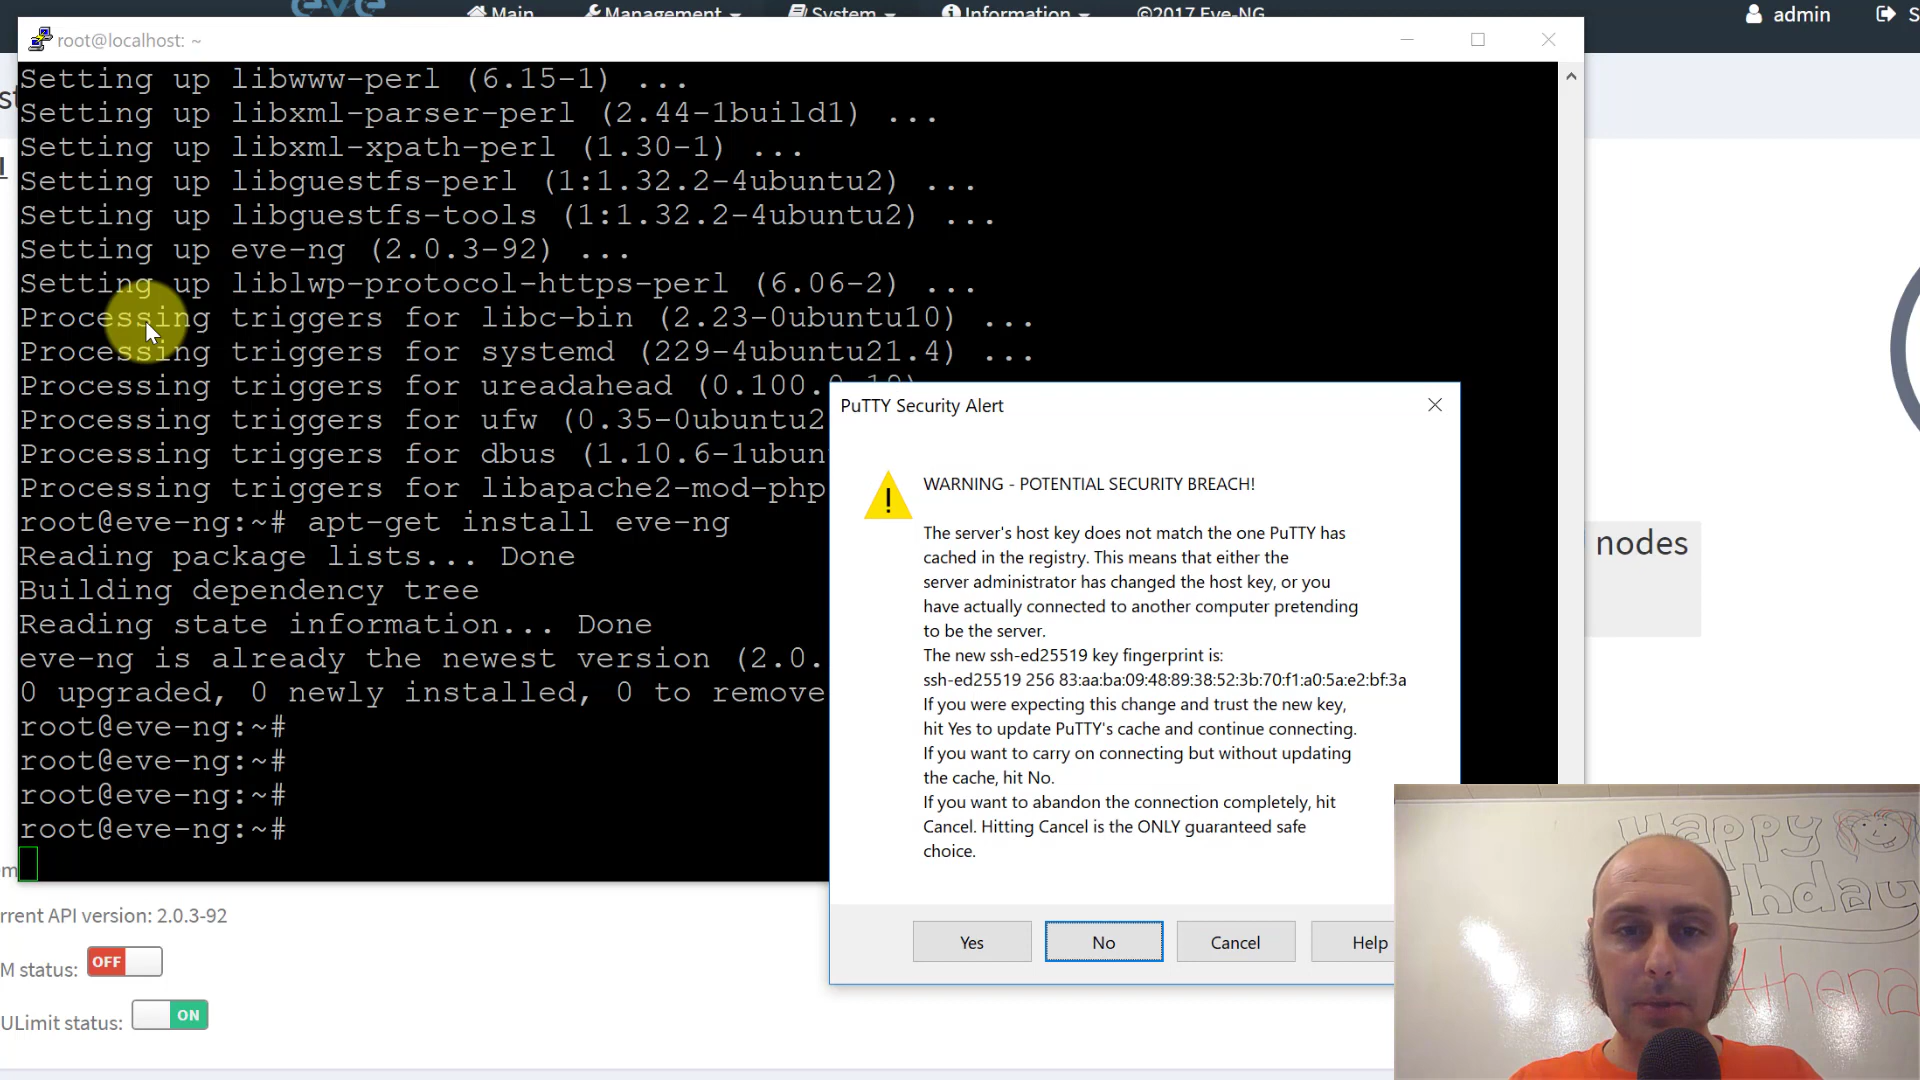 eve
Main
Management
System
Information
©2017 Eve-NG
admin
S
root@localhost: ~
Setting up libwww-perl (6.15-1) ...
Setting up libxml-parser-perl (2.44-1build1) ...
Setting up libxml-xpath-perl (1.30-1) ...
Setting up libguestfs-perl (1:1.32.2-4ubuntu2) ...
Setting up libguestfs-tools (1:1.32.2-4ubuntu2) ...
Setting up eve-ng (2.0.3-92) ...
Setting up liblwp-protocol-https-perl (6.06-2) ...
Processing triggers for libc-bin (2.23-0ubuntu10) ...
Processing triggers for systemd (229-4ubuntu21.4) ...
Processing triggers for ureadahead (0.100.0-19)
Processing triggers for ufw (0.35-0ubuntu2
Processing triggers for dbus (1.10.6-1ubun
Processing triggers for libapache2-mod-php
root@eve-ng:~# apt-get install eve-ng
Reading package lists... Done
Building dependency tree
Reading state information... Done
eve-ng is already the newest version (2.0.
0 upgraded, 0 newly installed, 0 to remove
root@eve-ng:~#
root@eve-ng:~#
root@eve-ng:~#
root@eve-ng:~#
PuTTY Security Alert
WARNING - POTENTIAL SECURITY BREACH!
The server's host key does not match the one PuTTY has
cached in the registry. This means that either the
server administrator has changed the host key, or you
have actually connected to another computer pretending
to be the server.
The new ssh-ed25519 key fingerprint is:
ssh-ed25519 256 83:aa:ba:09:48:89:38:52:3b:70:f1:a0:5a:e2:bf:3a
If you were expecting this change and trust the new key,
hit Yes to update PuTTY's cache and continue connecting.
If you want to carry on connecting but without updating
the cache, hit No.
If you want to abandon the connection completely, hit
Cancel. Hitting Cancel is the ONLY guaranteed safe
choice.
Yes
No
Cancel
Help
nodes
rrent API version: 2.0.3-92
M status: OFF
ULimit status: ON
Happy
thday
Athena